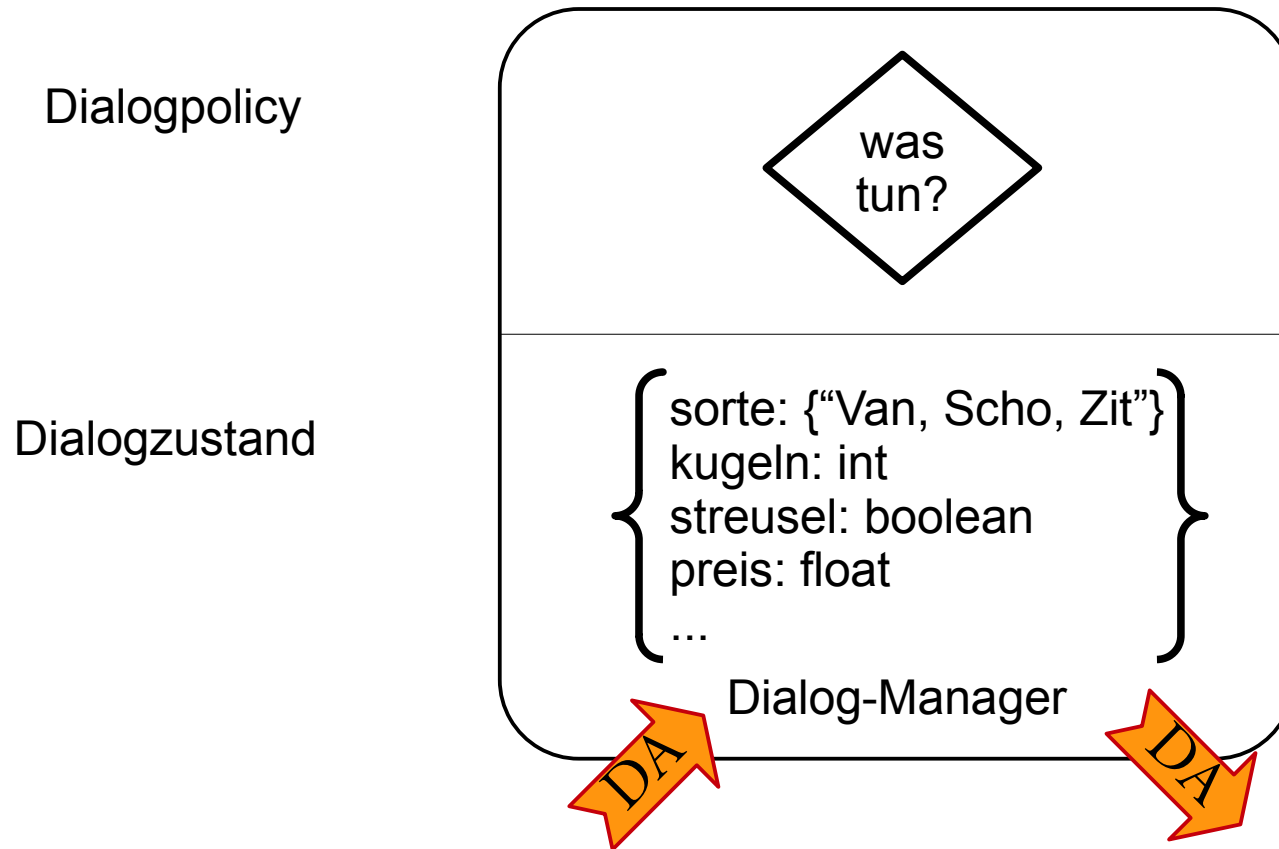 Dialogpolicy
was
tun?
Dialogzustand
sorte: {“Van, Scho, Zit”}
kugeln: int
streusel: boolean
preis: float
...
Dialog-Manager
DA
DA